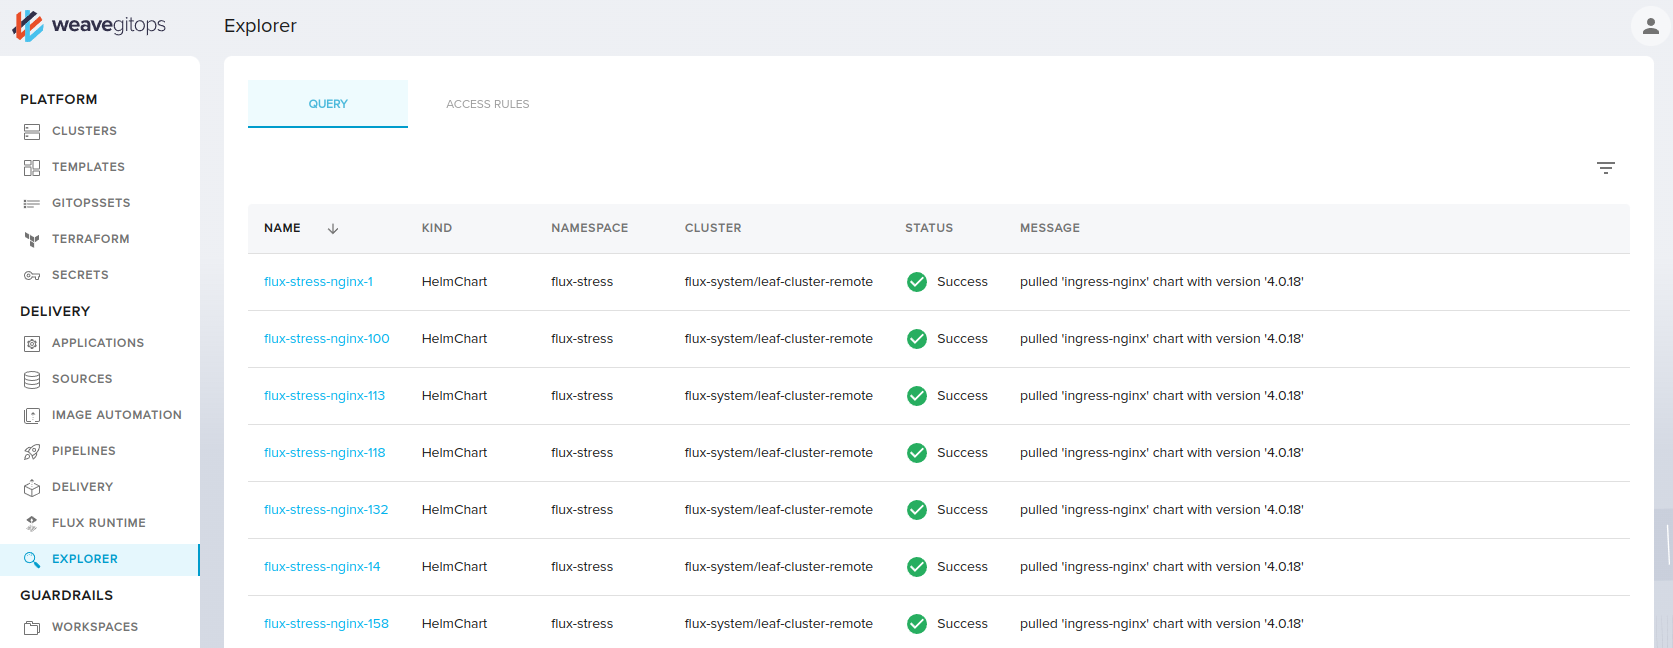 weavegitops
Explorer
PLATFORM
CLUSTERS
TEMPLATES
GITOPSSETS
TERRAFORM
SECRETS
DELIVERY
APPLICATIONS
SOURCES
IMAGE AUTOMATION
PIPELINES
DELIVERY
FLUX RUNTIME
EXPLORER
GUARDRAILS
WORKSPACES
QUERY ACCESS RULES
NAME KIND NAMESPACE CLUSTER STATUS MESSAGE
flux-stress-nginx-1 HelmChart flux-stress flux-system/leaf-cluster-remote Success pulled 'ingress-nginx' chart with version '4.0.18'
flux-stress-nginx-100 HelmChart flux-stress flux-system/leaf-cluster-remote Success pulled 'ingress-nginx' chart with version '4.0.18'
flux-stress-nginx-113 HelmChart flux-stress flux-system/leaf-cluster-remote Success pulled 'ingress-nginx' chart with version '4.0.18'
flux-stress-nginx-118 HelmChart flux-stress flux-system/leaf-cluster-remote Success pulled 'ingress-nginx' chart with version '4.0.18'
flux-stress-nginx-132 HelmChart flux-stress flux-system/leaf-cluster-remote Success pulled 'ingress-nginx' chart with version '4.0.18'
flux-stress-nginx-14 HelmChart flux-stress flux-system/leaf-cluster-remote Success pulled 'ingress-nginx' chart with version '4.0.18'
flux-stress-nginx-158 HelmChart flux-stress flux-system/leaf-cluster-remote Success pulled 'ingress-nginx' chart with version '4.0.18'